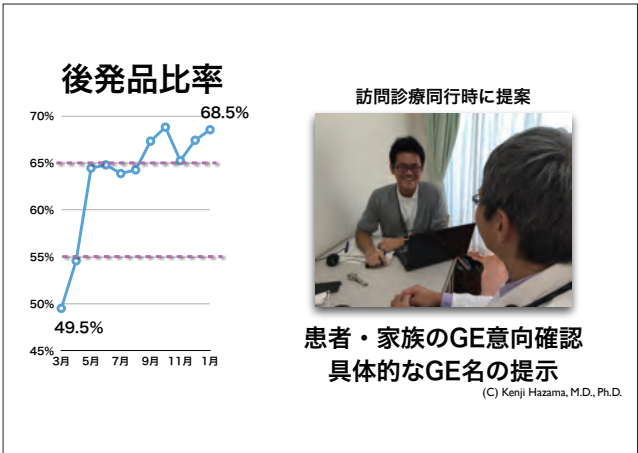 後発品比率
70%
68.5%
65%
60%
55%
50%
49.5%
45%
3月 5月 7月 9月 11月 1月
訪問診療同行時に提案
患者・家族のGE意向確認
具体的なGE名の提示
(C) Kenji Hazama, M.D., Ph.D.